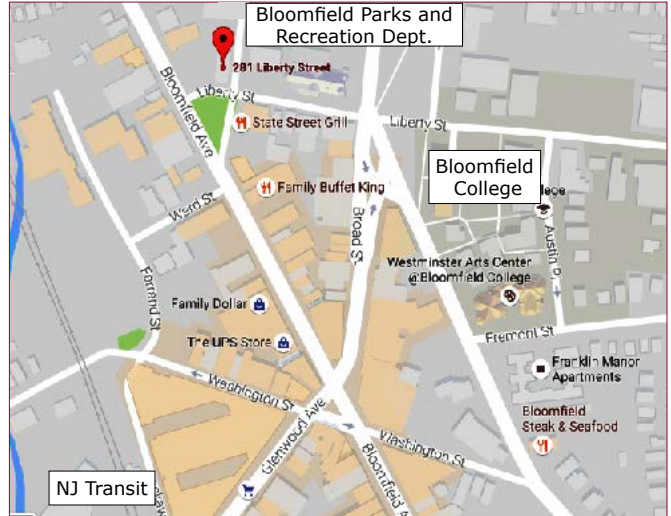 Bloomfield Parks and
Recreation Dept.
281 Liberty Street
Liberty St
Bloomfield Ave
State Street Grill
Liberty St
Bloomfield
College
Family Buffet King
Ward St
Broad St
Austin Pl
Westminster Arts Center
@Bloomfield College
Forrand St
Family Dollar
The UPS Store
Fremont St
Franklin Manor
Apartments
Washington St
Glenwood Ave
Bloomfield
Steak & Seafood
Washington St
Bloomfield Ave
NJ Transit